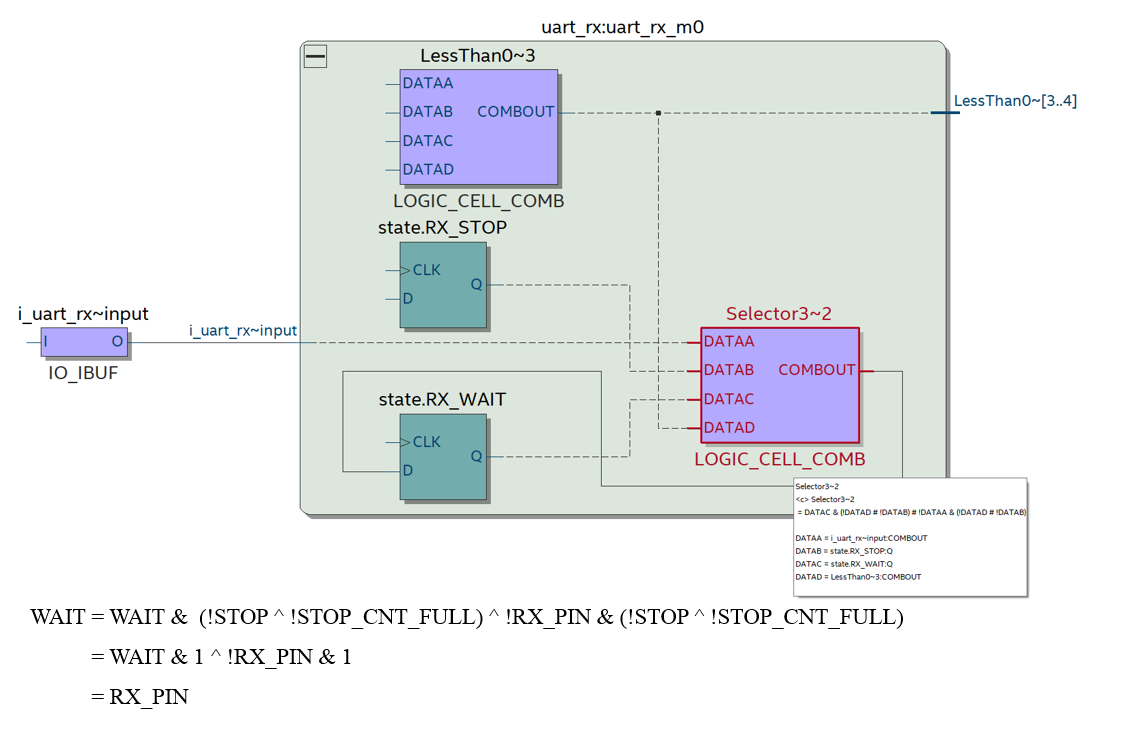 uart_rx:uart_rx_m0
LessThan0~3
DATAA
DATAB COMBOUT
DATAC
DATAD
LOGIC_CELL_COMB
LessThan0~[3..4]
state.RX_STOP
CLK
Q
D
i_uart_rx~input
I O
IO_IBUF
i_uart_rx~input
Selector3~2
DATAA
DATAB COMBOUT
DATAC
DATAD
LOGIC_CELL_COMB
state.RX_WAIT
CLK
Q
D
Selector3~2
<c> Selector3~2
= DATAC & (!DATAD # !DATAB) # !DATAA & (!DATAD # !DATAB)
DATAA = i_uart_rx~input:COMBOUT
DATAB = state.RX_STOP:Q
DATAC = state.RX_WAIT:Q
DATAD = LessThan0~3:COMBOUT
WAIT = WAIT & (!STOP ^ !STOP_CNT_FULL) ^ !RX_PIN & (!STOP ^ !STOP_CNT_FULL)
= WAIT & 1 ^ !RX_PIN & 1
= RX_PIN